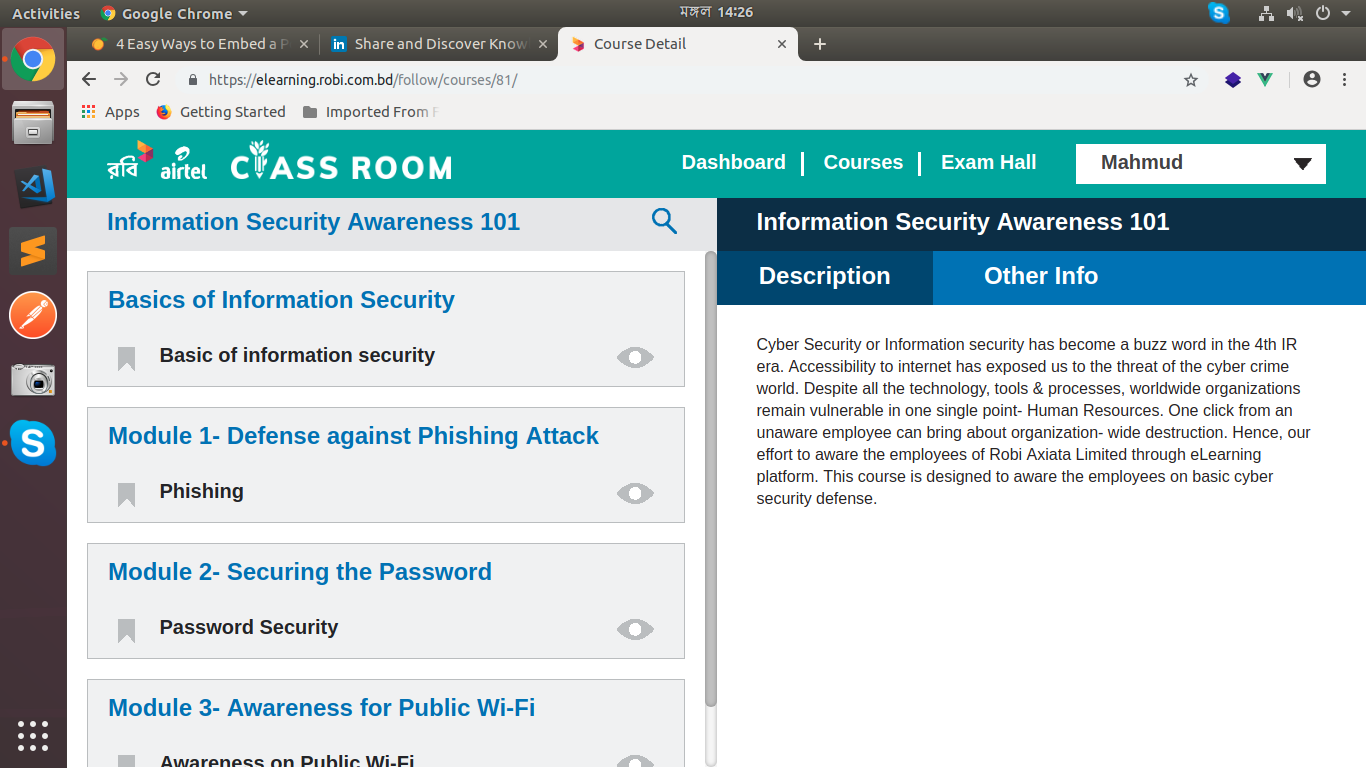 Activities
Google Chrome
মঙ্গল 14:26
4 Easy Ways to Embed a P
Share and Discover Know
Course Detail
https://elearning.robi.com.bd/follow/courses/81/
Apps
Getting Started
Imported From F
রবি airtel CLASS ROOM
Dashboard
Courses
Exam Hall
Mahmud
Information Security Awareness 101
Basics of Information Security
Basic of information security
Module 1- Defense against Phishing Attack
Phishing
Module 2- Securing the Password
Password Security
Module 3- Awareness for Public Wi-Fi
Awareness on Public Wi-Fi
Information Security Awareness 101
Description
Other Info
Cyber Security or Information security has become a buzz word in the 4th IR
era. Accessibility to internet has exposed us to the threat of the cyber crime
world. Despite all the technology, tools & processes, worldwide organizations
remain vulnerable in one single point- Human Resources. One click from an
unaware employee can bring about organization- wide destruction. Hence, our
effort to aware the employees of Robi Axiata Limited through eLearning
platform. This course is designed to aware the employees on basic cyber
security defense.